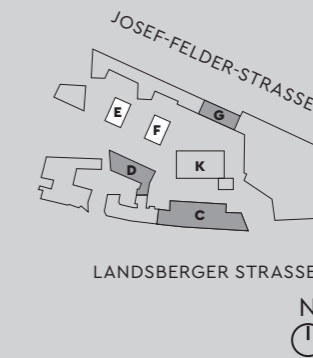 JOSEF-FELDER-STRASSE
G
E
F
K
D
C
LANDSBERGER STRASSE
N